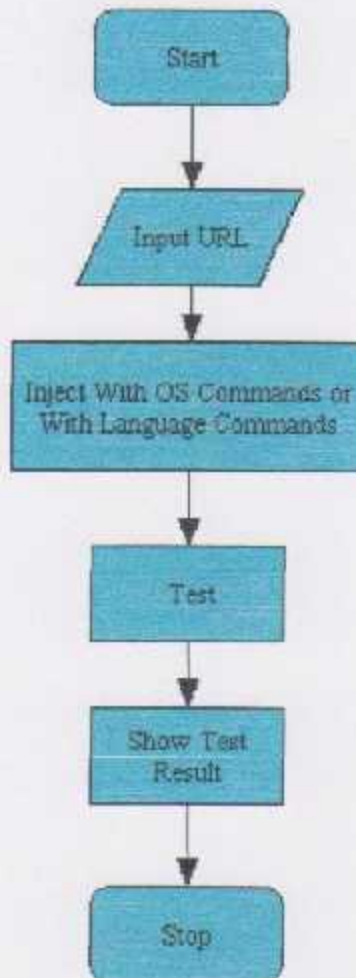 Start
Input URL
Inject With OS Commands or
With Language Commands
Test
Show Test
Result
Stop